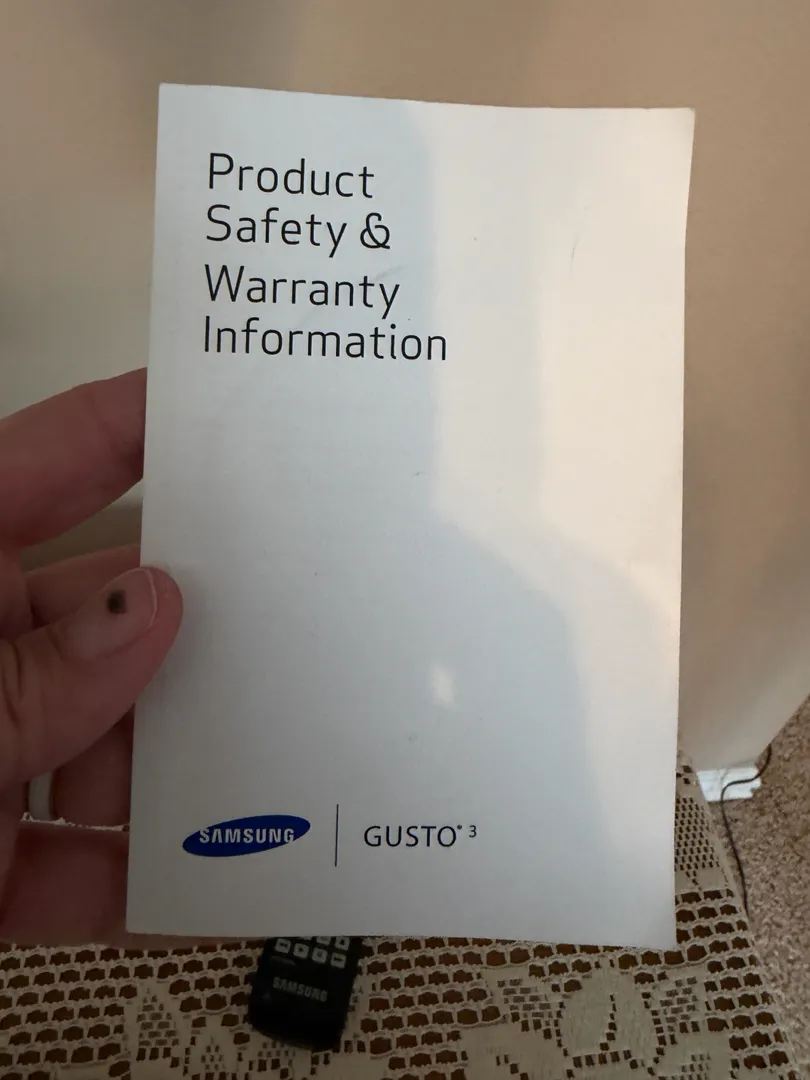 Product
Safety &
Warranty
Information
SAMSUNG
GUSTO® 3
SAMSUNG